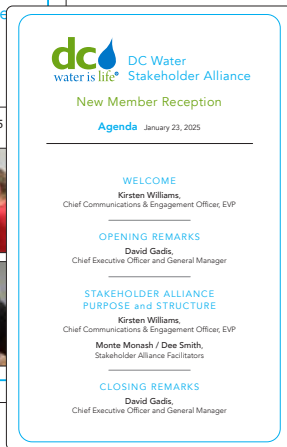 dc
water is life®
DC Water
Stakeholder Alliance
New Member Reception
Agenda January 23, 2025
WELCOME
Kirsten Williams,
Chief Communications & Engagement Officer, EVP
OPENING REMARKS
David Gadis,
Chief Executive Officer and General Manager
STAKEHOLDER ALLIANCE
PURPOSE and STRUCTURE
Kirsten Williams,
Chief Communications & Engagement Officer, EVP
Monte Monash / Dee Smith,
Stakeholder Alliance Facilitators
CLOSING REMARKS
David Gadis,
Chief Executive Officer and General Manager